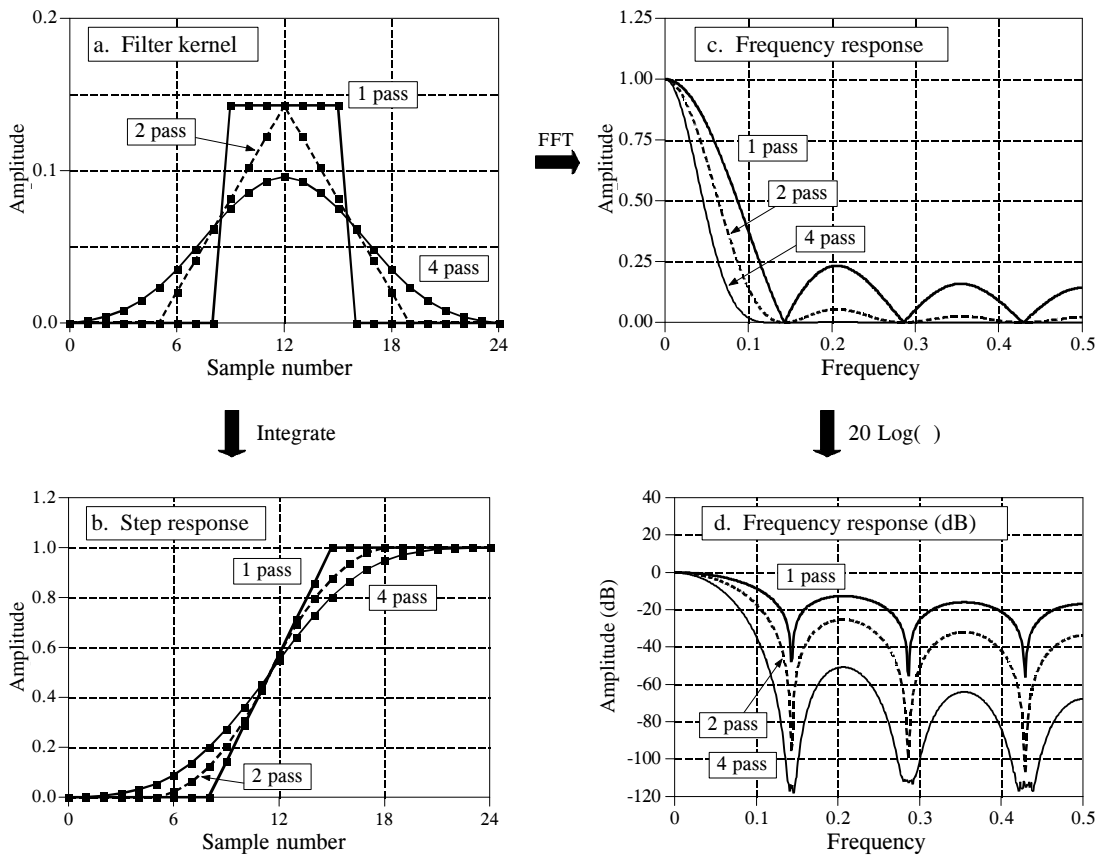 0.2
a. Filter kernel
1 pass
2 pass
4 pass
0.1
0.0
Amplitude
0 6 12 18 24
Sample number
FFT
1.25
c. Frequency response
1.00
0.75
0.50
0.25
0.00
1 pass
2 pass
4 pass
Amplitude
0 0.1 0.2 0.3 0.4 0.5
Frequency
Integrate
20 Log( )
1.2
b. Step response
1.0
0.8
0.6
0.4
0.2
0.0
1 pass
4 pass
2 pass
Amplitude
0 6 12 18 24
Sample number
40
d. Frequency response (dB)
20
0
-20
-40
-60
-80
-100
-120
1 pass
2 pass
4 pass
Amplitude (dB)
0 0.1 0.2 0.3 0.4 0.5
Frequency